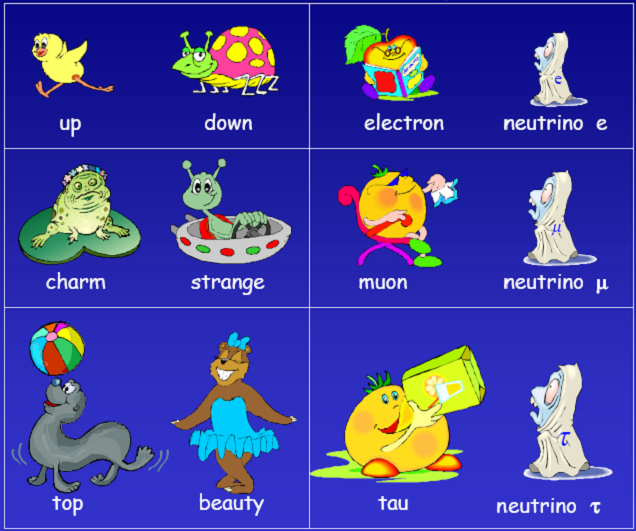 e
up down electron neutrino e
μ
charm strange muon neutrino μ
τ
top beauty tau neutrino τ